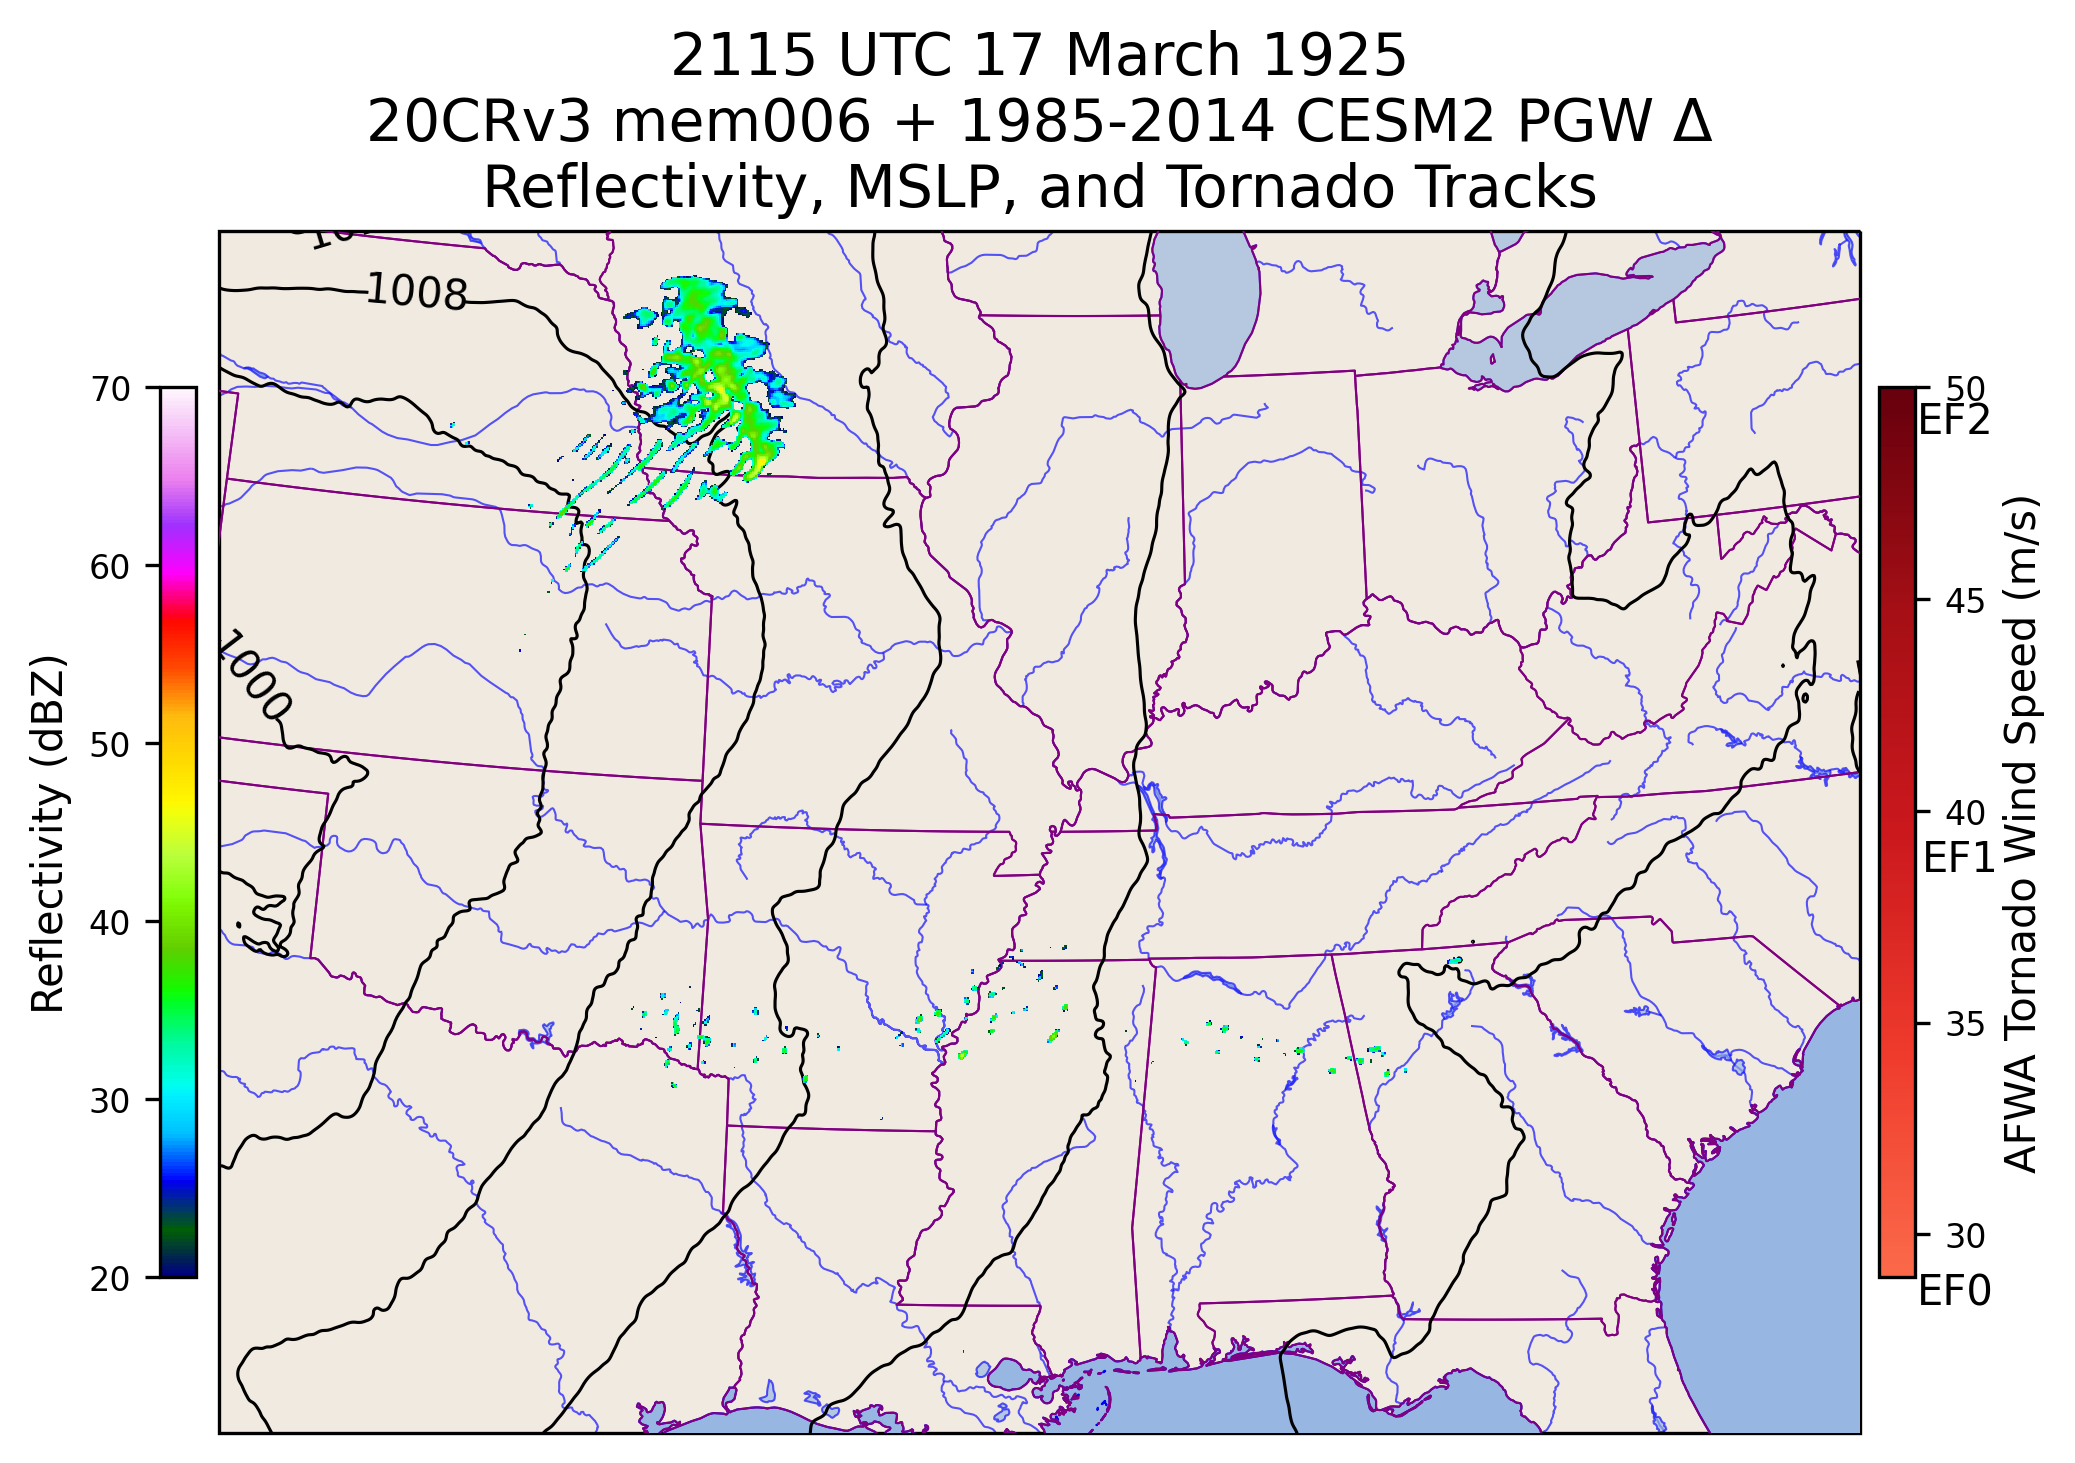 2115 UTC 17 March 1925
20CRv3 mem006 + 1985-2014 CESM2 PGW Δ
Reflectivity, MSLP, and Tornado Tracks
1008
1000
70
60
50
40
30
20
Reflectivity (dBZ)
50
EF2
45
40
EF1
35
30
EF0
AFWA Tornado Wind Speed (m/s)